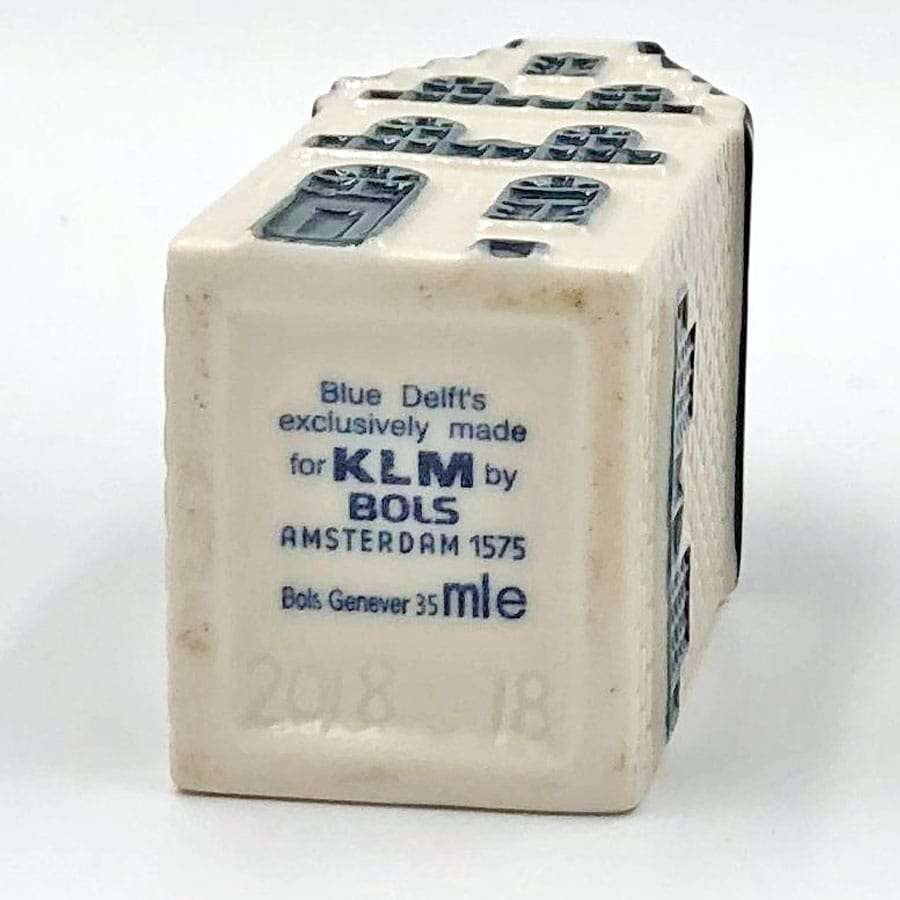 Blue Delft's
exclusively made
for KLM by
BOLS
AMSTERDAM 1575
Bols Genever 35 mle
2018 18